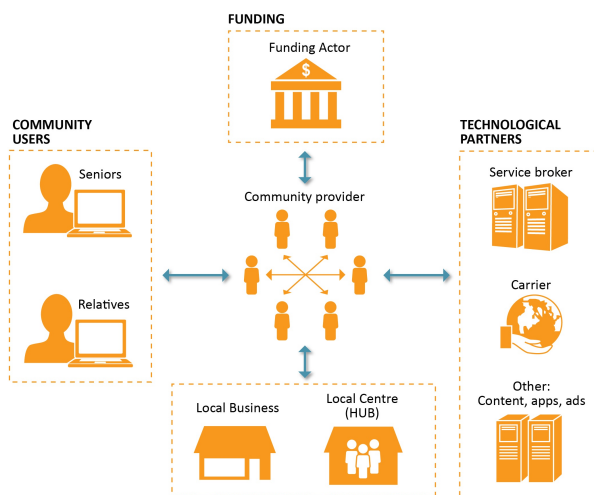 FUNDING
Funding Actor
$
COMMUNITY
USERS
Seniors
Relatives
Community provider
TECHNOLOGICAL
PARTNERS
Service broker
Carrier
Other:
Content, apps, ads
Local Business
Local Centre
(HUB)